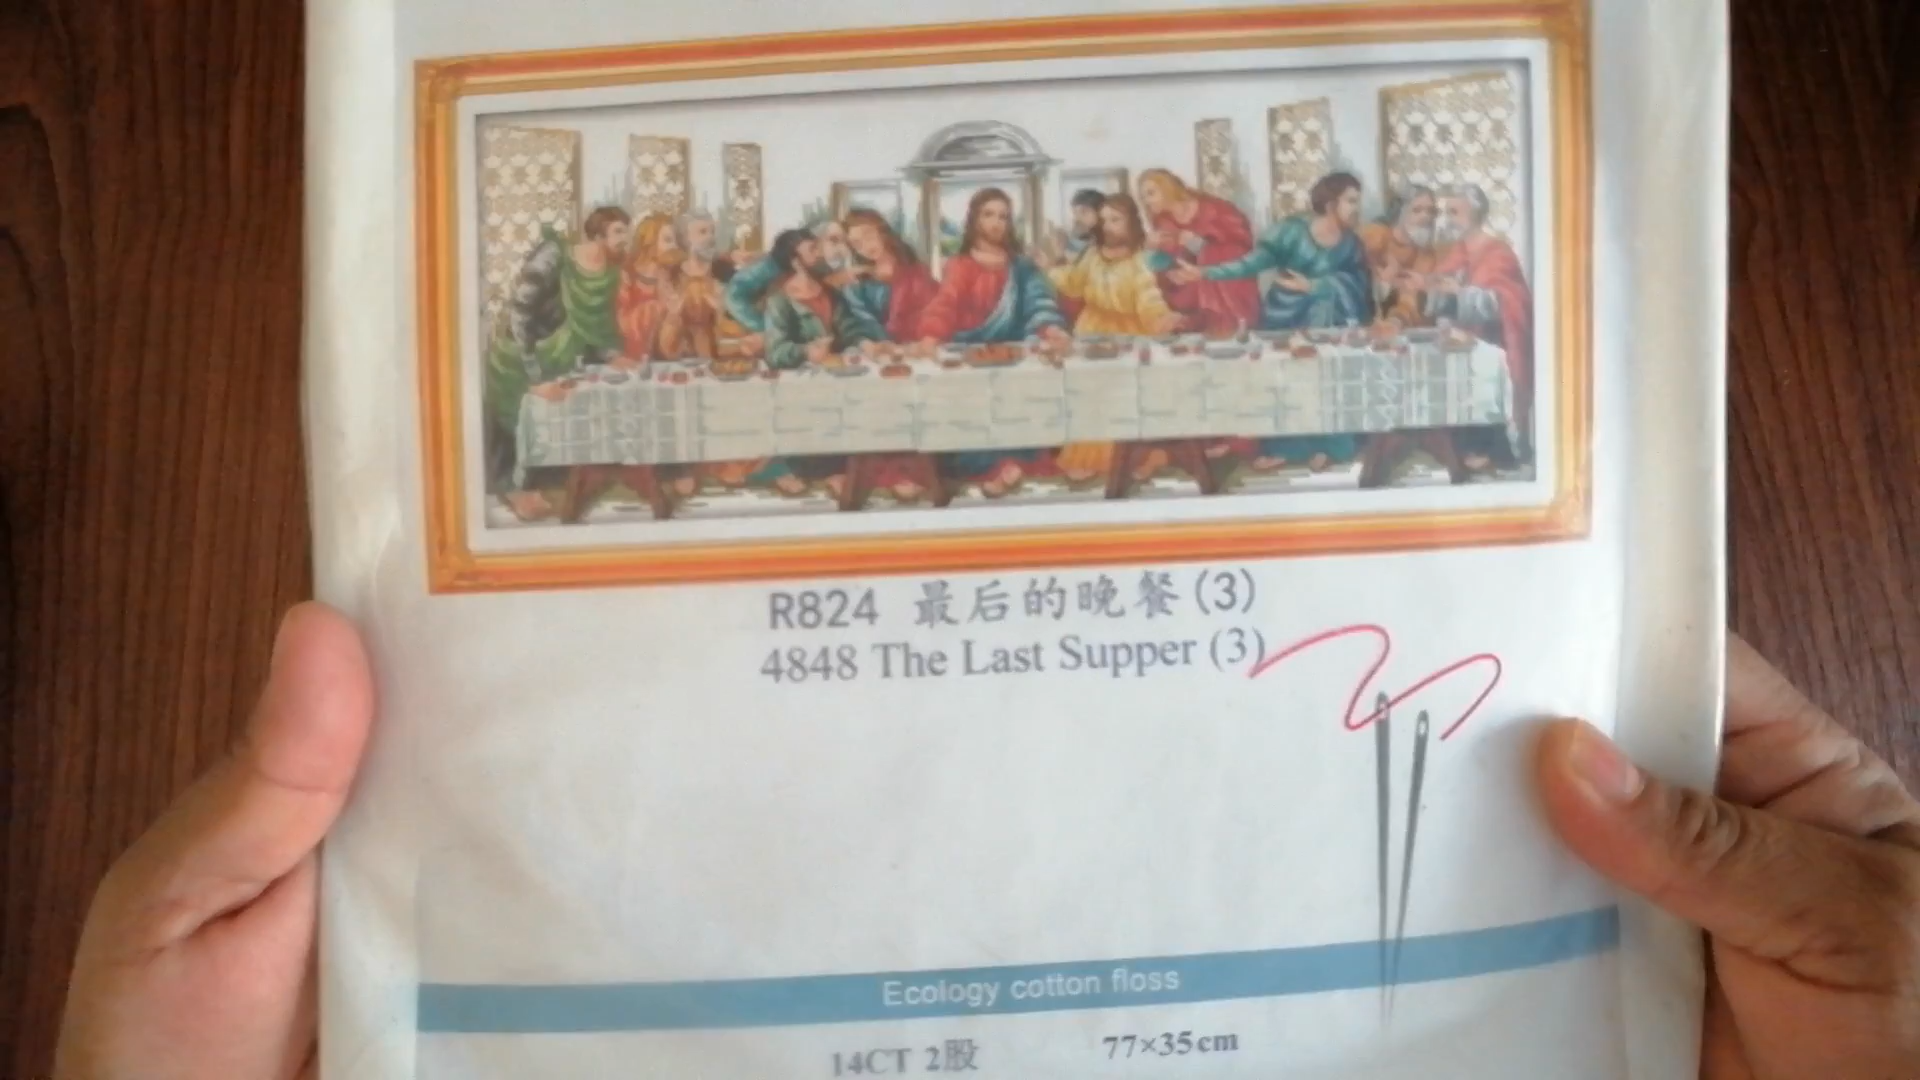 R824 最后的晚餐(3)
4848 The Last Supper (3)
Ecology cotton floss
14CT 2股 77×35cm